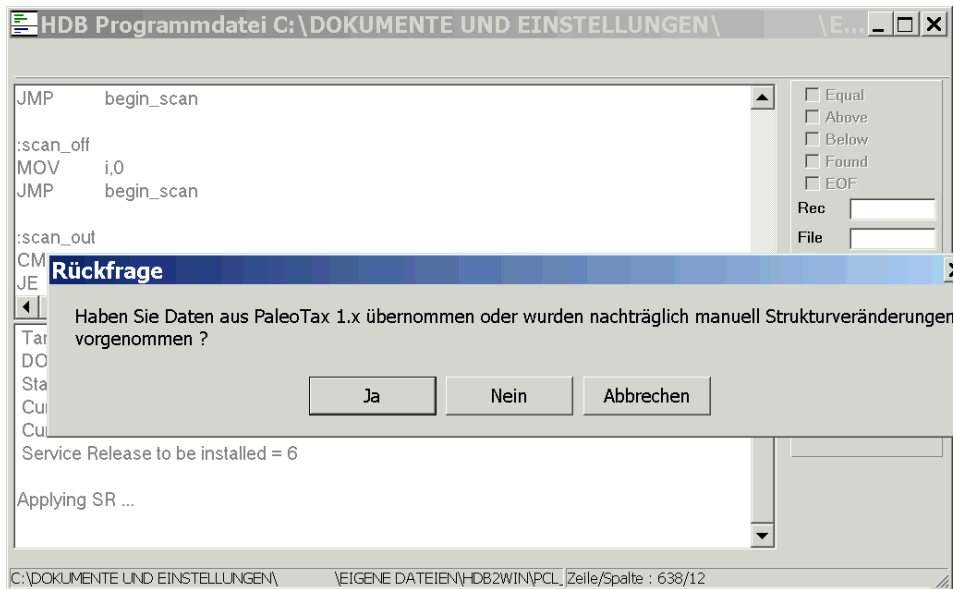 HDB Programmdatei C:\DOKUMENTE UND EINSTELLUNGEN\ \E...
JMP begin_scan
:scan_off
MOV i,0
JMP begin_scan
:scan_out
CM
JE
Equal
Above
Below
Found
EOF
Rec
File
Rückfrage
Haben Sie Daten aus PaleoTax 1.x übernommen oder wurden nachträglich manuell Strukturveränderungen
vorgenommen ?
Ja Nein Abbrechen
Tar
DO
Sta
Cu
Cu
Service Release to be installed = 6
Applying SR ...
C:\DOKUMENTE UND EINSTELLUNGEN\ \EIGENE DATEIEN\HDB2WIN\PCL_ Zeile/Spalte : 638/12